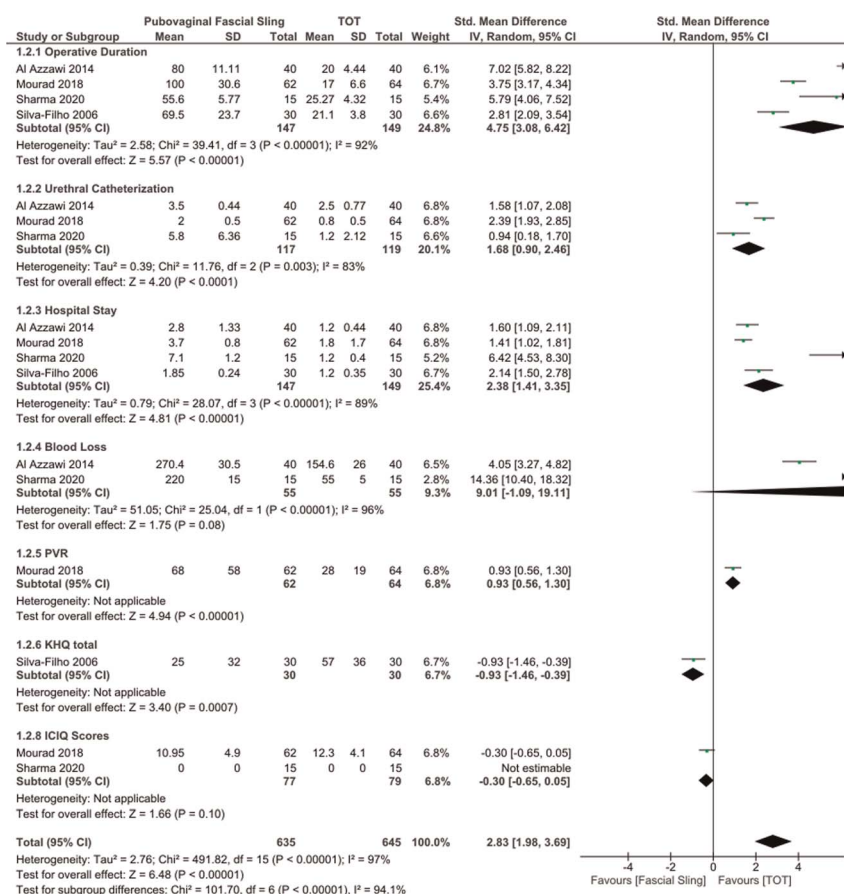 Pubovaginal Fascial Sling TOT Std. Mean Difference Std. Mean Difference
Study or Subgroup Mean SD Total Mean SD Total Weight IV, Random, 95% CI IV, Random, 95% CI
1.2.1 Operative Duration
Al Azzawi 2014 80 11.11 40 20 4.44 40 6.1% 7.02 [5.82, 8.22]
Mourad 2018 100 30.6 62 17 6.6 64 6.7% 3.75 [3.17, 4.34]
Sharma 2020 55.6 5.77 15 25.27 4.32 15 5.4% 5.79 [4.06, 7.52]
Silva-Filho 2006 69.5 23.7 30 21.1 3.8 30 6.6% 2.81 [2.09, 3.54]
Subtotal (95% CI) 147 149 24.8% 4.75 [3.08, 6.42]
Heterogeneity: Tau² = 2.58; Chi² = 39.41, df = 3 (P < 0.00001); I² = 92%
Test for overall effect: Z = 5.57 (P < 0.00001)
1.2.2 Urethral Catheterization
Al Azzawi 2014 3.5 0.44 40 2.5 0.77 40 6.8% 1.58 [1.07, 2.08]
Mourad 2018 2 0.5 62 0.8 0.5 64 6.8% 2.39 [1.93, 2.85]
Sharma 2020 5.8 6.36 15 1.2 2.12 15 6.6% 0.94 [0.18, 1.70]
Subtotal (95% CI) 117 119 20.1% 1.68 [0.90, 2.46]
Heterogeneity: Tau² = 0.39; Chi² = 11.76, df = 2 (P = 0.003); I² = 83%
Test for overall effect: Z = 4.20 (P < 0.0001)
1.2.3 Hospital Stay
Al Azzawi 2014 2.8 1.33 40 1.2 0.44 40 6.8% 1.60 [1.09, 2.11]
Mourad 2018 3.7 0.8 62 1.8 1.7 64 6.8% 1.41 [1.02, 1.81]
Sharma 2020 7.1 1.2 15 1.2 0.4 15 5.2% 6.42 [4.53, 8.30]
Silva-Filho 2006 1.85 0.24 30 1.2 0.35 30 6.7% 2.14 [1.50, 2.78]
Subtotal (95% CI) 147 149 25.4% 2.38 [1.41, 3.35]
Heterogeneity: Tau² = 0.79; Chi² = 28.07, df = 3 (P < 0.00001); I² = 89%
Test for overall effect: Z = 4.81 (P < 0.00001)
1.2.4 Blood Loss
Al Azzawi 2014 270.4 30.5 40 154.6 26 40 6.5% 4.05 [3.27, 4.82]
Sharma 2020 220 15 15 55 5 15 2.8% 14.36 [10.40, 18.32]
Subtotal (95% CI) 55 55 9.3% 9.01 [-1.09, 19.11]
Heterogeneity: Tau² = 51.05; Chi² = 25.04, df = 1 (P < 0.00001); I² = 96%
Test for overall effect: Z = 1.75 (P = 0.08)
1.2.5 PVR
Mourad 2018 68 58 62 28 19 64 6.8% 0.93 [0.56, 1.30]
Subtotal (95% CI) 62 64 6.8% 0.93 [0.56, 1.30]
Heterogeneity: Not applicable
Test for overall effect: Z = 4.94 (P < 0.00001)
1.2.6 KHQ total
Silva-Filho 2006 25 32 30 57 36 30 6.7% -0.93 [-1.46, -0.39]
Subtotal (95% CI) 30 30 6.7% -0.93 [-1.46, -0.39]
Heterogeneity: Not applicable
Test for overall effect: Z = 3.40 (P = 0.0007)
1.2.8 ICIQ Scores
Mourad 2018 10.95 4.9 62 12.3 4.1 64 6.8% -0.30 [-0.65, 0.05]
Sharma 2020 0 0 15 0 0 15 Not estimable
Subtotal (95% CI) 77 79 6.8% -0.30 [-0.65, 0.05]
Heterogeneity: Not applicable
Test for overall effect: Z = 1.66 (P = 0.10)
Total (95% CI) 635 645 100.0% 2.83 [1.98, 3.69]
Heterogeneity: Tau² = 2.76; Chi² = 491.82, df = 15 (P < 0.00001); I² = 97%
Test for overall effect: Z = 6.48 (P < 0.00001)
Test for subgroup differences: Chi² = 101.70, df = 6 (P < 0.00001), I² = 94.1%
-4 -2 0 2 4
Favours [Fascial Sling] Favours [TOT]